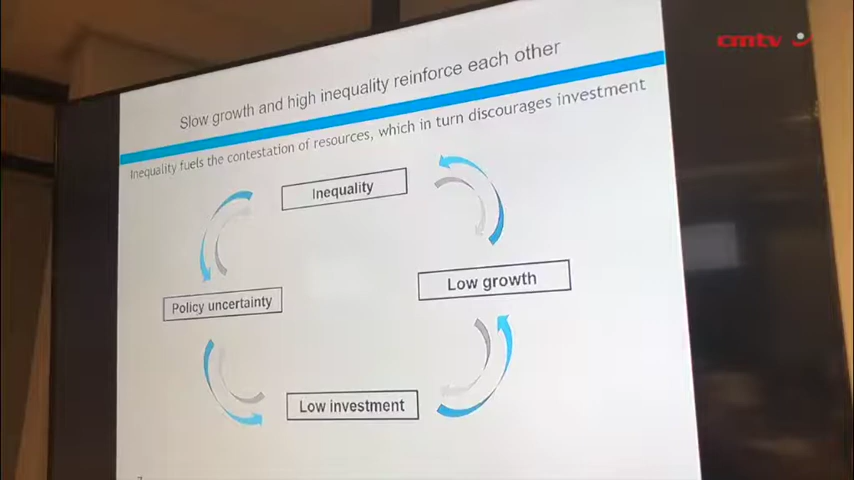 cmtv
Slow growth and high inequality reinforce each other
Inequality fuels the contestation of resources, which in turn discourages investment
Inequality
Low growth
Policy uncertainty
Low investment